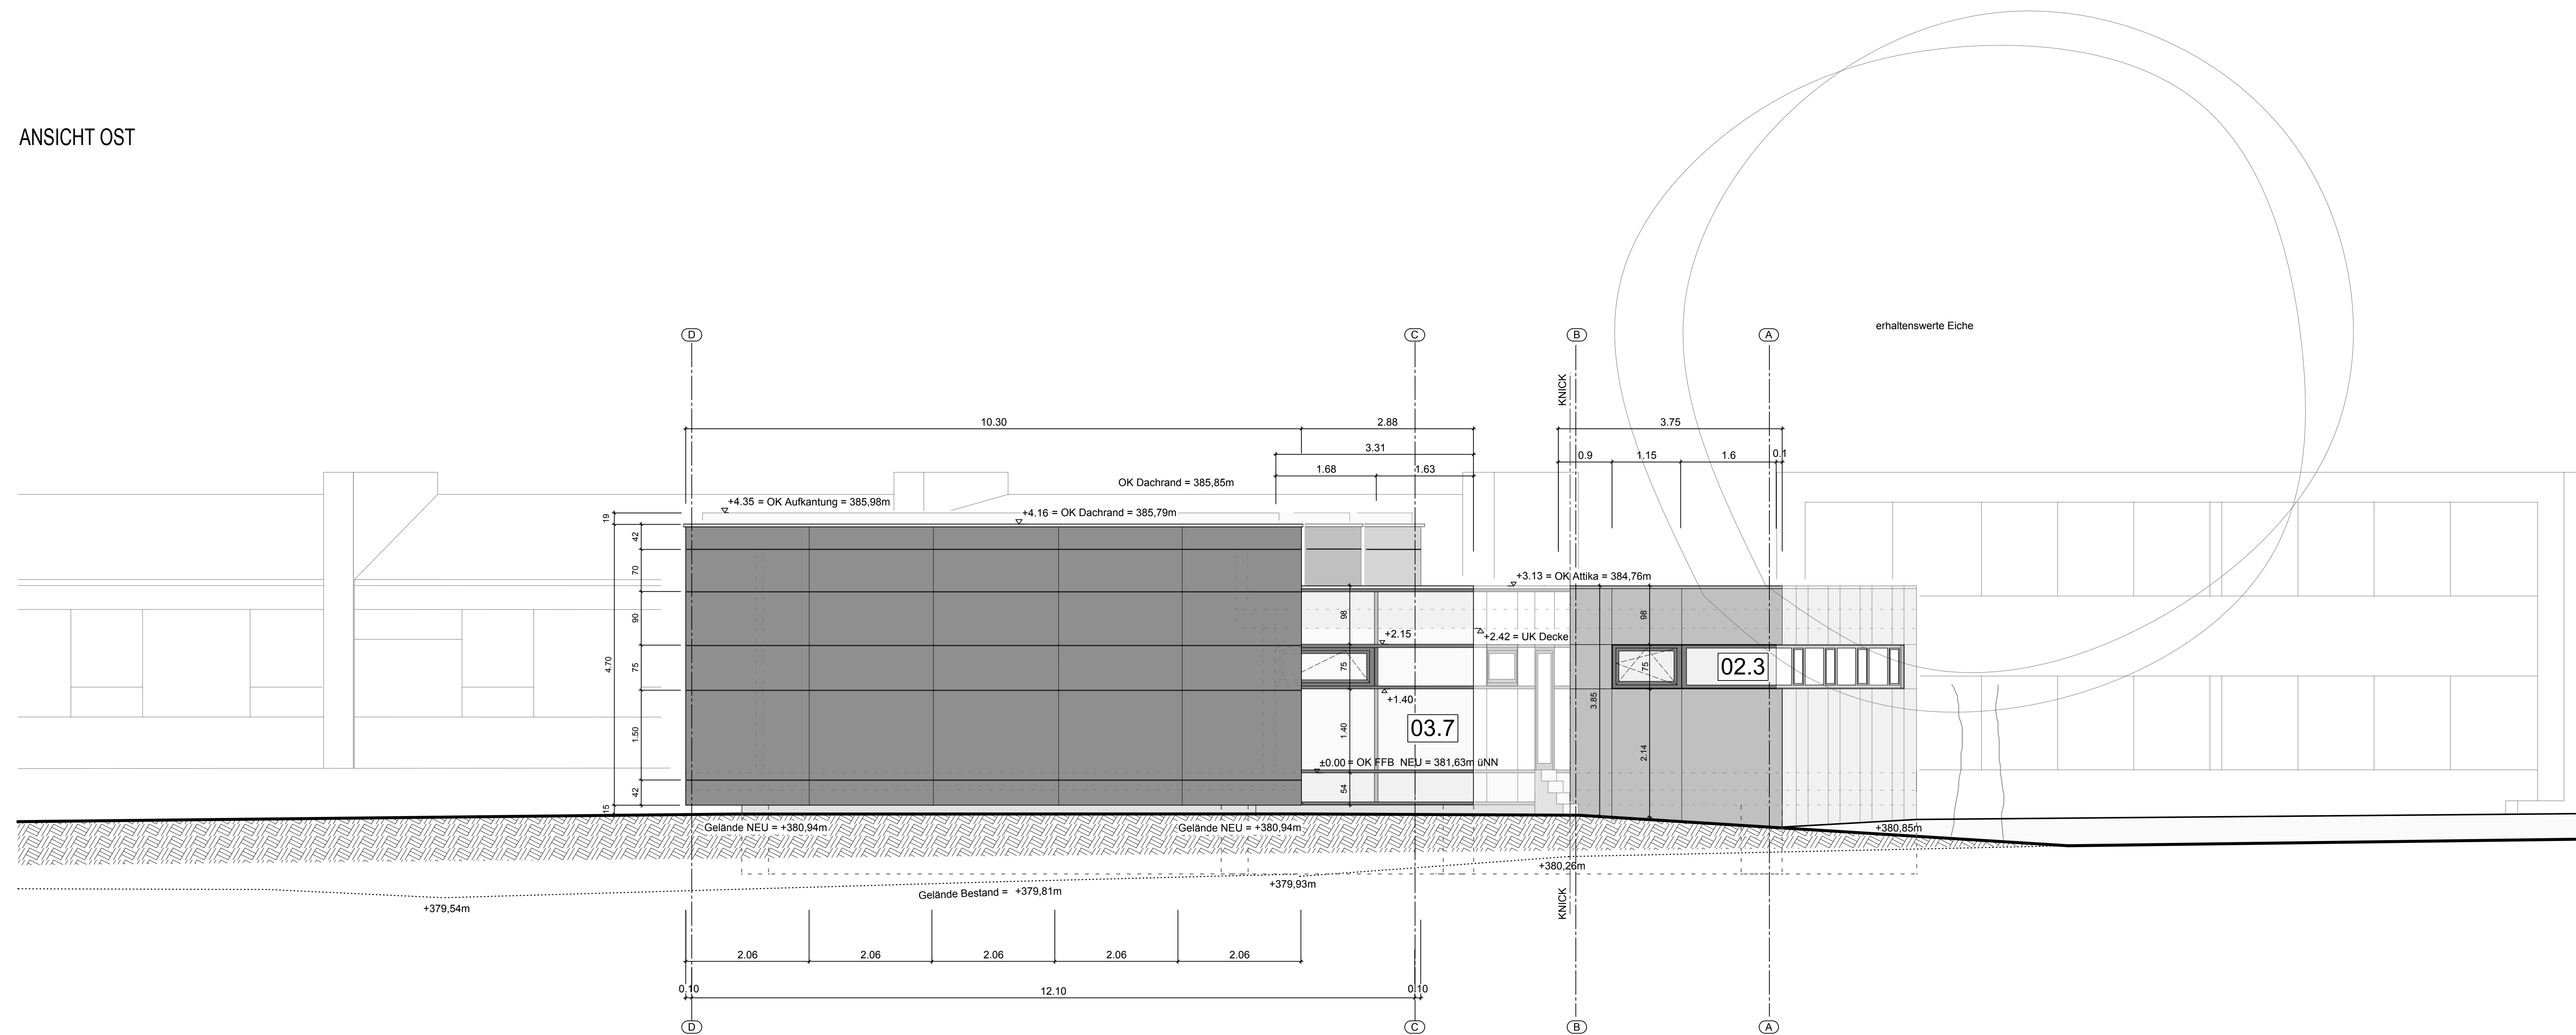 ANSICHT OST
erhaltenswerte Eiche
D
C
B
A
KNICK
10.30
2.88
3.75
3.31
0.9
1.15
1.6
0.1
1.68
1.63
OK Dachrand = 385,85m
+4.35 = OK Aufkantung = 385,98m
+4.16 = OK Dachrand = 385,79m
19
42
70
90
75
1.50
42
15
4.70
+3.13 = OK Attika = 384,76m
98
98
+2.15
+2.42 = UK Decke
75
75
02.3
+1.40
3.85
03.7
1.40
2.14
±0.00 = OK FFB NEU = 381,63m üNN
54
Gelände NEU = +380,94m
Gelände NEU = +380,94m
+380,85m
+380,26m
+379,93m
Gelände Bestand = +379,81m
+379,54m
KNICK
2.06
2.06
2.06
2.06
2.06
0.10
12.10
0.10
D
C
B
A